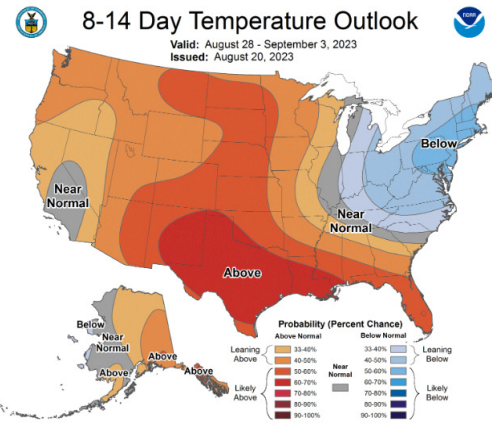 8-14 Day Temperature Outlook
Valid: August 28 - September 3, 2023
Issued: August 20, 2023
NOAA
Below
Near
Normal
Near
Normal
Above
Below
Near
Normal
Above
Above
Above
Probability (Percent Chance)
Above Normal
Below Normal
Leaning
Above
33-40%
40-50%
Likely
Above
50-60%
60-70%
70-80%
80-90%
90-100%
Near
Normal
33-40%
40-50%
Leaning
Below
50-60%
60-70%
70-80%
80-90%
90-100%
Likely
Below